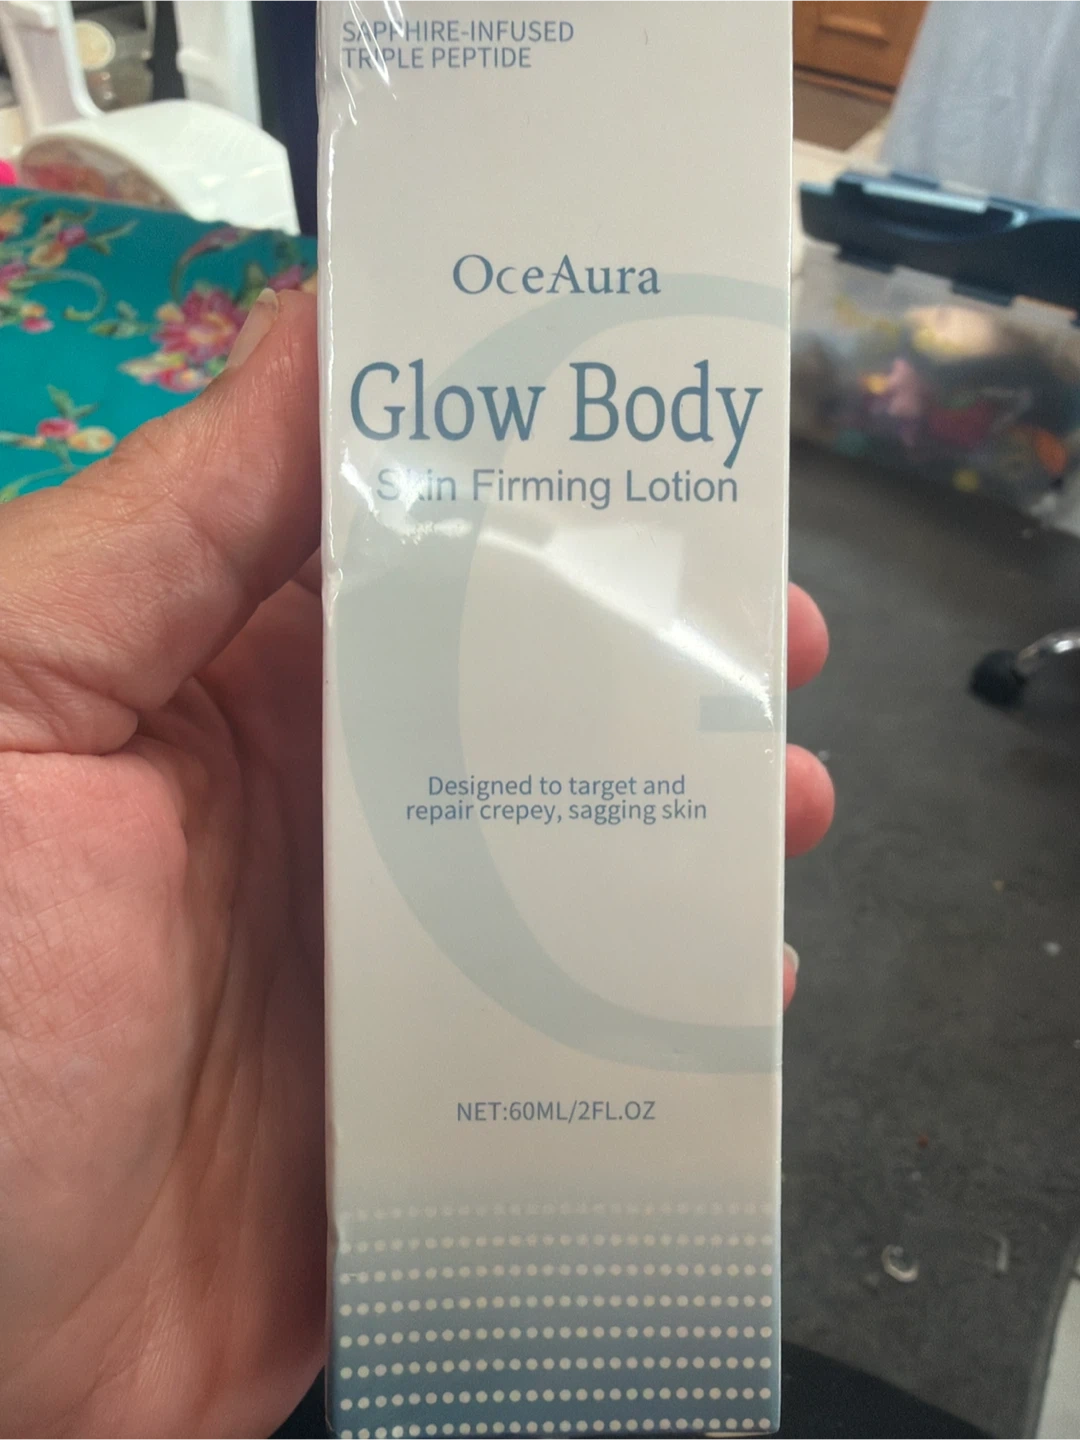 SAPPHIRE-INFUSED
TRIPLE PEPTIDE
OceAura
Glow Body
Skin Firming Lotion
Designed to target and
repair crepey, sagging skin
NET:60ML/2FL.OZ